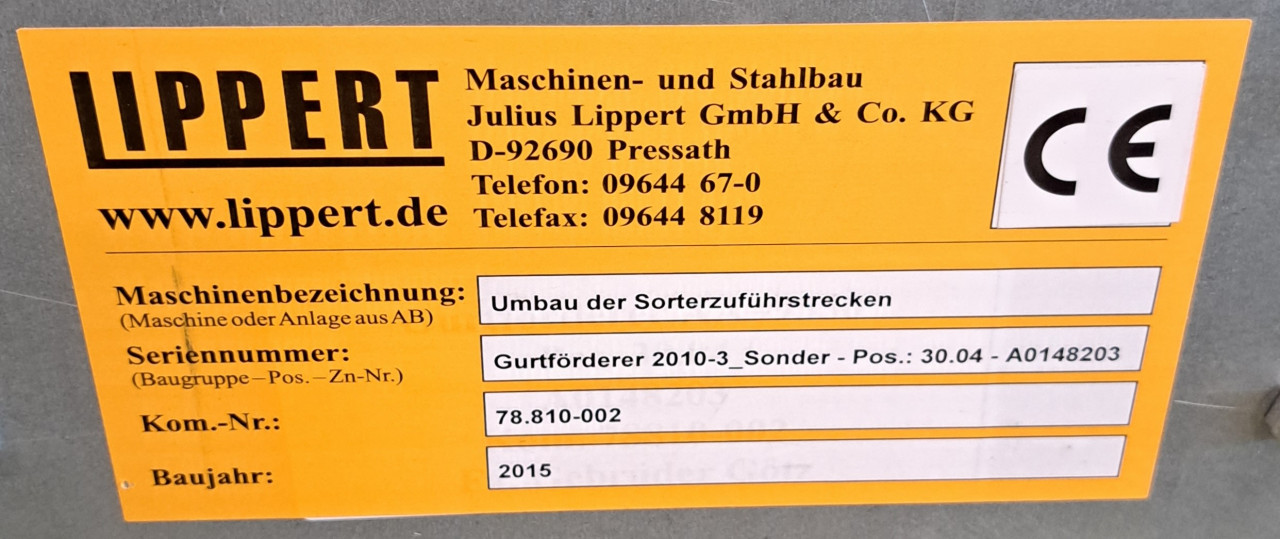 LIPPERT
www.lippert.de
Maschinen- und Stahlbau
Julius Lippert GmbH & Co. KG
D-92690 Pressath
Telefon: 09644 67-0
Telefax: 09644 8119
CE
Maschinenbezeichnung: Umbau der Sorterzuführstrecken
(Maschine oder Anlage aus AB)
Seriennummer: Gurtförderer 2010-3_Sonder - Pos.: 30.04 - A0148203
(Baugruppe–Pos.–Zn-Nr.)
Kom.-Nr.: 78.810-002
Baujahr: 2015